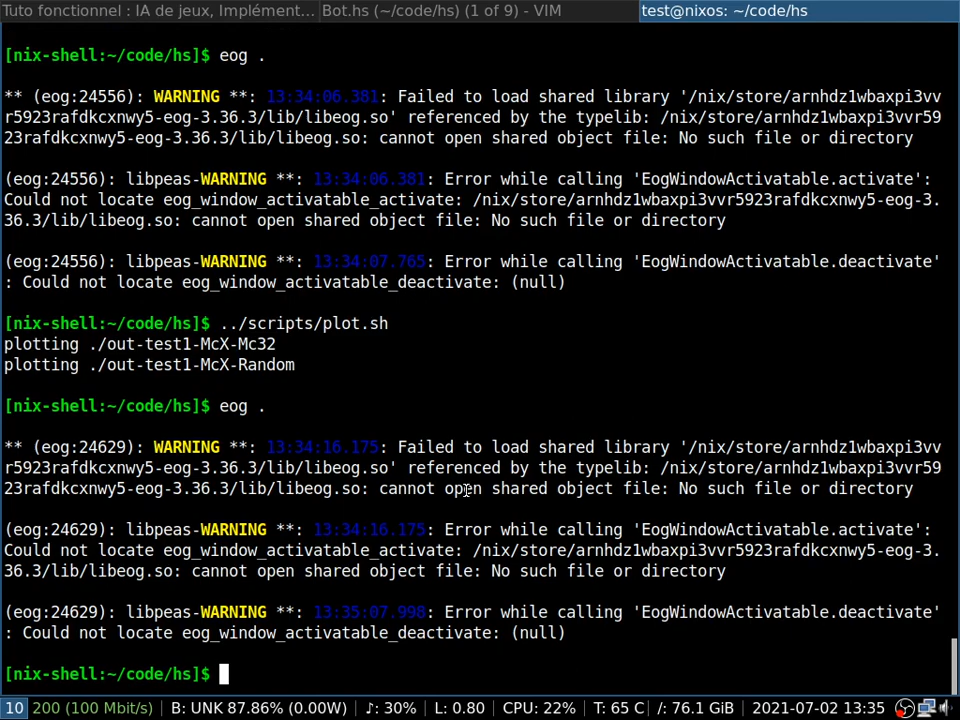 Tuto fonctionnel : IA de jeux, Implément... Bot.hs (~/code/hs) (1 of 9) - VIM test@nixos: ~/code/hs
[nix-shell:~/code/hs]$ eog .
** (eog:24556): WARNING **: 13:34:06.381: Failed to load shared library '/nix/store/arnhdz1wbaxpi3vv
r5923rafdkcxnwy5-eog-3.36.3/lib/libeog.so' referenced by the typelib: /nix/store/arnhdz1wbaxpi3vvr59
23rafdkcxnwy5-eog-3.36.3/lib/libeog.so: cannot open shared object file: No such file or directory
(eog:24556): libpeas-WARNING **: 13:34:06.381: Error while calling 'EogWindowActivatable.activate':
Could not locate eog_window_activatable_activate: /nix/store/arnhdz1wbaxpi3vvr5923rafdkcxnwy5-eog-3.
36.3/lib/libeog.so: cannot open shared object file: No such file or directory
(eog:24556): libpeas-WARNING **: 13:34:07.765: Error while calling 'EogWindowActivatable.deactivate'
: Could not locate eog_window_activatable_deactivate: (null)
[nix-shell:~/code/hs]$ ../scripts/plot.sh
plotting ./out-test1-McX-Mc32
plotting ./out-test1-McX-Random
[nix-shell:~/code/hs]$ eog .
** (eog:24629): WARNING **: 13:34:16.175: Failed to load shared library '/nix/store/arnhdz1wbaxpi3vv
r5923rafdkcxnwy5-eog-3.36.3/lib/libeog.so' referenced by the typelib: /nix/store/arnhdz1wbaxpi3vvr59
23rafdkcxnwy5-eog-3.36.3/lib/libeog.so: cannot open shared object file: No such file or directory
(eog:24629): libpeas-WARNING **: 13:34:16.175: Error while calling 'EogWindowActivatable.activate':
Could not locate eog_window_activatable_activate: /nix/store/arnhdz1wbaxpi3vvr5923rafdkcxnwy5-eog-3.
36.3/lib/libeog.so: cannot open shared object file: No such file or directory
(eog:24629): libpeas-WARNING **: 13:35:07.998: Error while calling 'EogWindowActivatable.deactivate'
: Could not locate eog_window_activatable_deactivate: (null)
[nix-shell:~/code/hs]$
10 200 (100 Mbit/s) B: UNK 87.86% (0.00W) ♪: 30% L: 0.80 CPU: 22% T: 65 C /: 76.1 GiB 2021-07-02 13:35